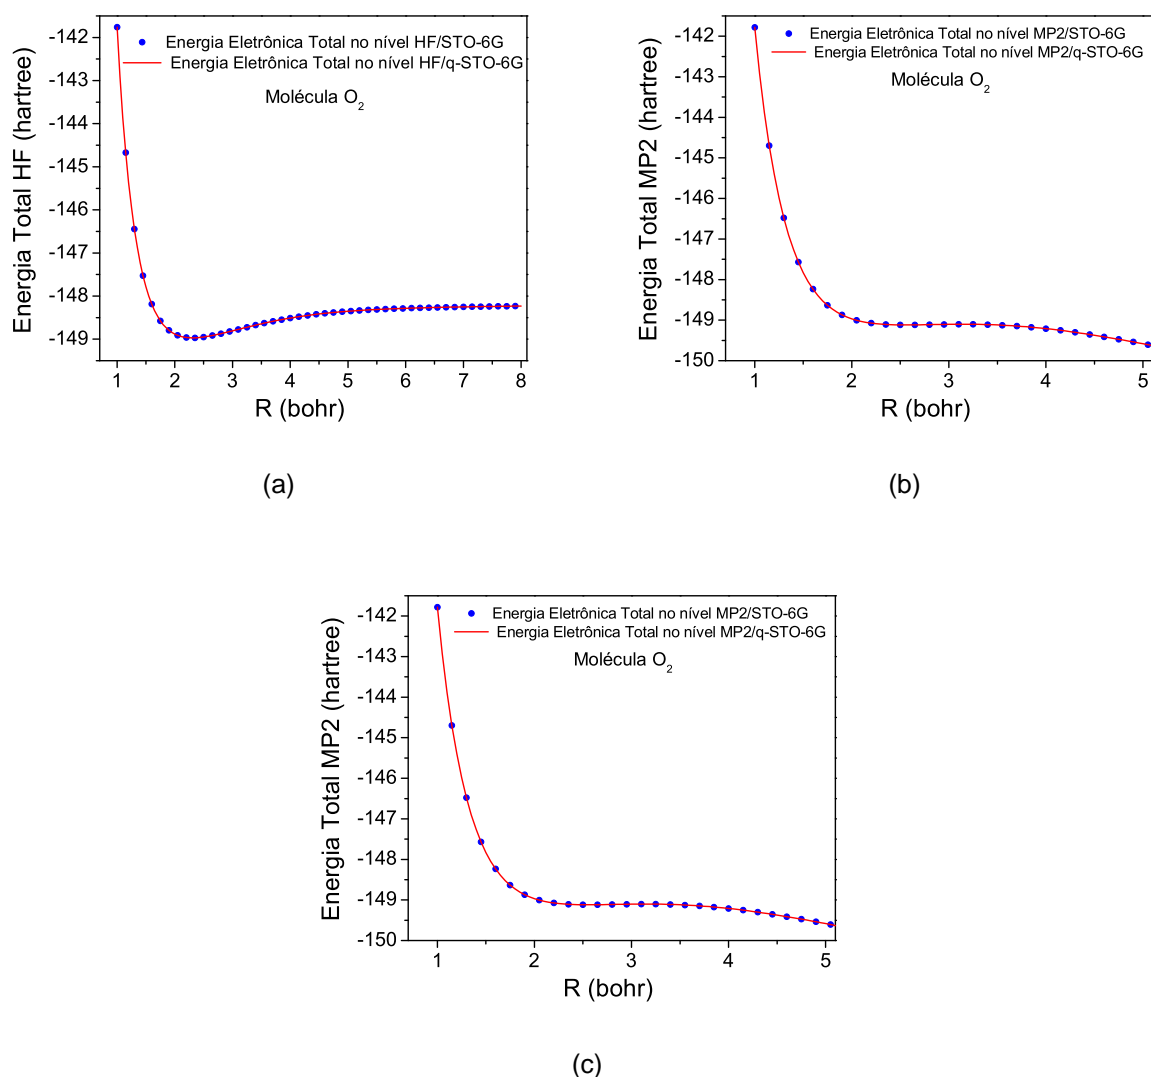 Energia Total HF (hartree)
-142
-143
-144
-145
-146
-147
-148
-149
Energia Eletrônica Total no nível HF/STO-6G
Energia Eletrônica Total no nível HF/q-STO-6G
Molécula O2
1 2 3 4 5 6 7 8
R (bohr)
(a)
Energia Total MP2 (hartree)
-142
-143
-144
-145
-146
-147
-148
-149
-150
Energia Eletrônica Total no nível MP2/STO-6G
Energia Eletrônica Total no nível MP2/q-STO-6G
Molécula O2
1 2 3 4 5
R (bohr)
(b)
Energia Total MP2 (hartree)
-142
-143
-144
-145
-146
-147
-148
-149
-150
Energia Eletrônica Total no nível MP2/STO-6G
Energia Eletrônica Total no nível MP2/q-STO-6G
Molécula O2
1 2 3 4 5
R (bohr)
(c)